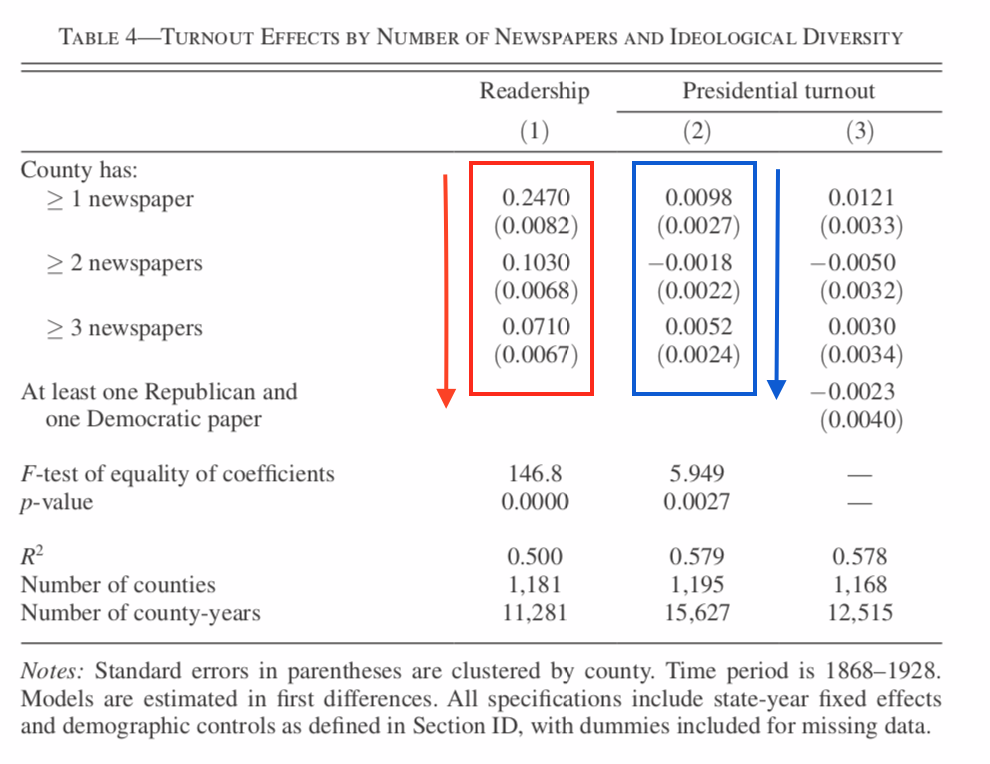 TABLE 4—TURNOUT EFFECTS BY NUMBER OF NEWSPAPERS AND IDEOLOGICAL DIVERSITY
Readership Presidential turnout
(1) (2) (3)
County has:
≥ 1 newspaper 0.2470 0.0098 0.0121
(0.0082) (0.0027) (0.0033)
≥ 2 newspapers 0.1030 −0.0018 −0.0050
(0.0068) (0.0022) (0.0032)
≥ 3 newspapers 0.0710 0.0052 0.0030
(0.0067) (0.0024) (0.0034)
At least one Republican and −0.0023
one Democratic paper (0.0040)
F-test of equality of coefficients 146.8 5.949 —
p-value 0.0000 0.0027 —
R² 0.500 0.579 0.578
Number of counties 1,181 1,195 1,168
Number of county-years 11,281 15,627 12,515
Notes: Standard errors in parentheses are clustered by county. Time period is 1868–1928.
Models are estimated in first differences. All specifications include state-year fixed effects
and demographic controls as defined in Section ID, with dummies included for missing data.